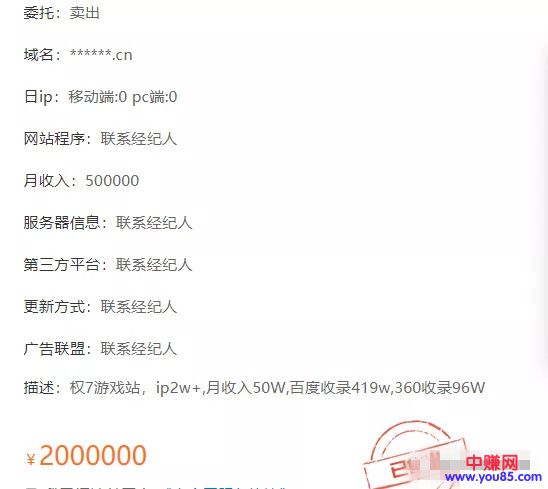 委托：卖出
域名：******.cn
日ip：移动端:0 pc端:0
网站程序：联系经纪人
月收入：500000
服务器信息：联系经纪人
第三方平台：联系经纪人
更新方式：联系经纪人
广告联盟：联系经纪人
描述：权7游戏站，ip2w+,月收入50W,百度收录419w,360收录96W
¥2000000
已
中赚网
www.you85.com